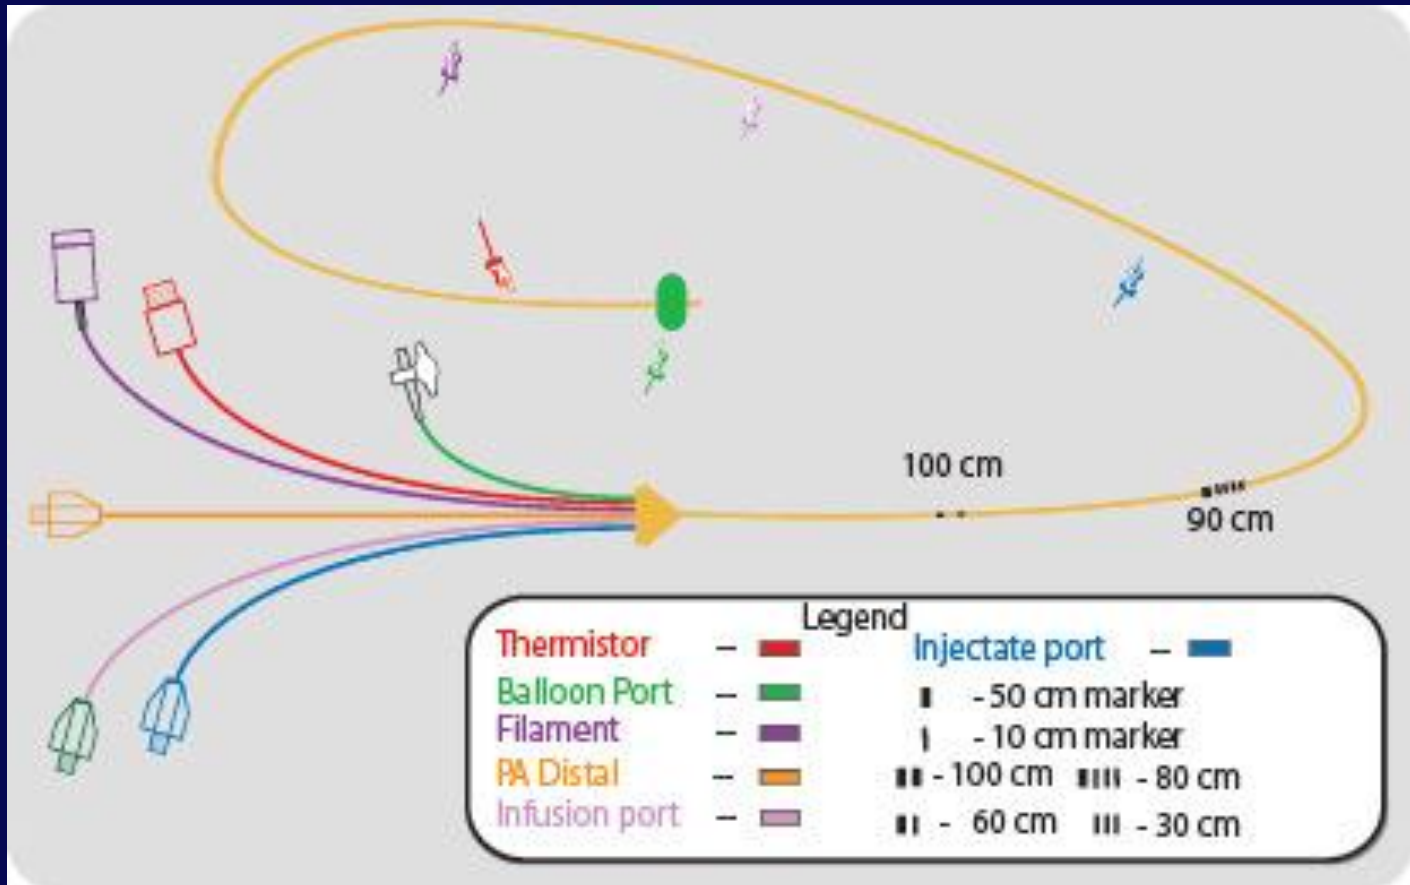 100 cm
90 cm
Legend
Thermistor –
Balloon Port –
Filament –
PA Distal –
Infusion port –
Injectate port –
- 50 cm marker
- 10 cm marker
- 100 cm
- 80 cm
- 60 cm
- 30 cm